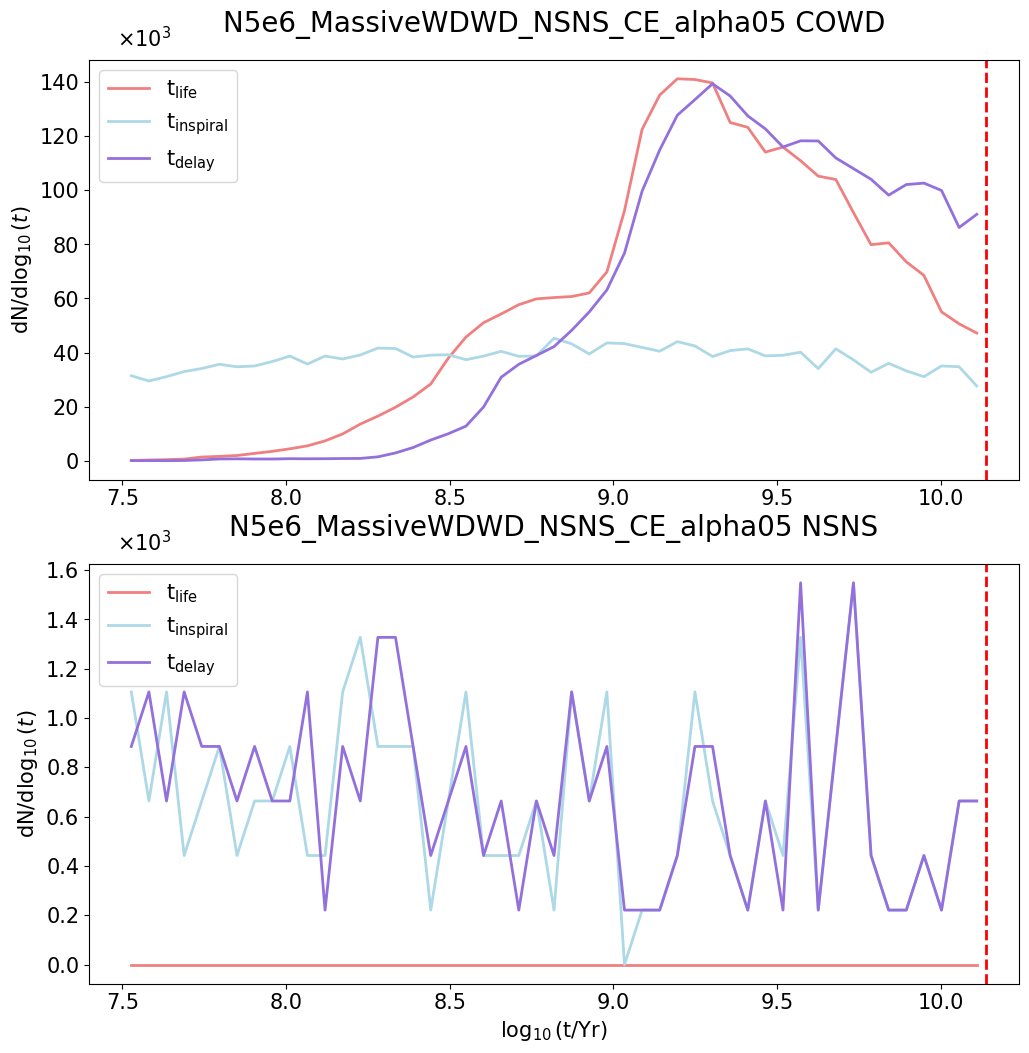 N5e6_MassiveWDWD_NSNS_CE_alpha05 COWD
×10³
t_life
t_inspiral
t_delay
140
120
100
80
60
40
20
0
dN/dlog₁₀(t)
7.5 8.0 8.5 9.0 9.5 10.0
N5e6_MassiveWDWD_NSNS_CE_alpha05 NSNS
×10³
t_life
t_inspiral
t_delay
1.6
1.4
1.2
1.0
0.8
0.6
0.4
0.2
0.0
dN/dlog₁₀(t)
7.5 8.0 8.5 9.0 9.5 10.0
log₁₀(t/Yr)